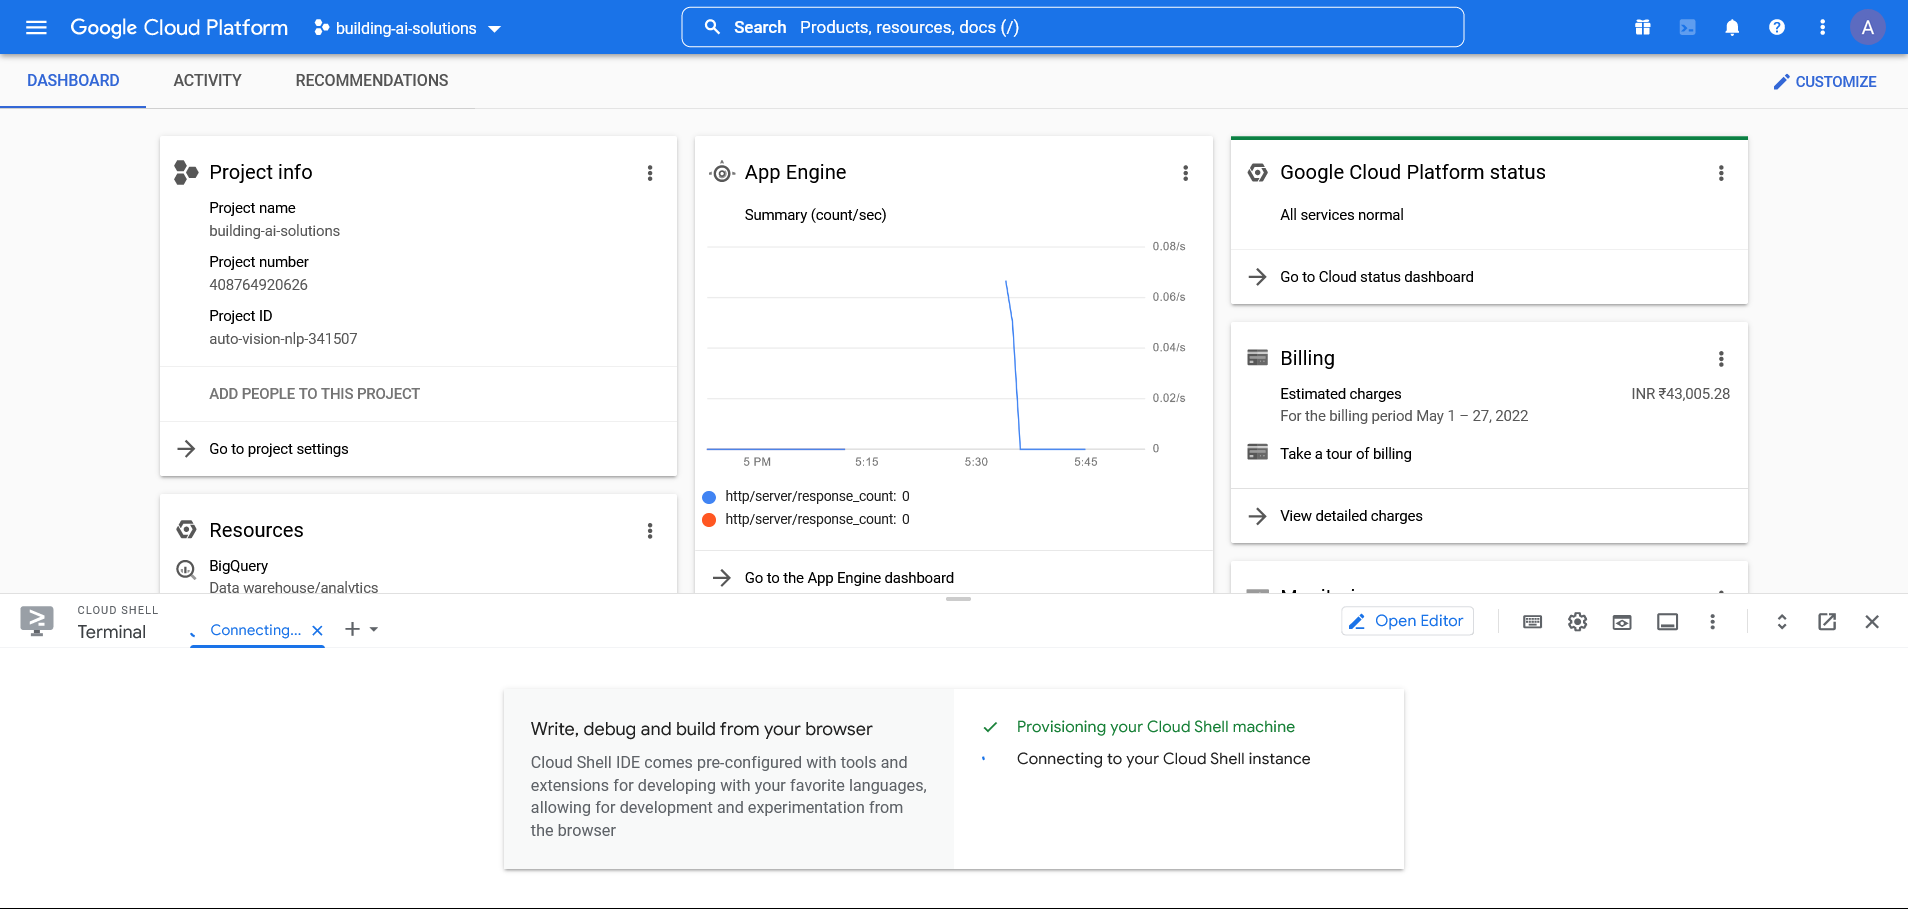 Google Cloud Platform
building-ai-solutions
Search Products, resources, docs (/)
A
DASHBOARD
ACTIVITY
RECOMMENDATIONS
CUSTOMIZE
Project info
Project name
building-ai-solutions
Project number
408764920626
Project ID
auto-vision-nlp-341507
ADD PEOPLE TO THIS PROJECT
Go to project settings
Resources
BigQuery
Data warehouse/analytics
App Engine
Summary (count/sec)
0.08/s
0.06/s
0.04/s
0.02/s
0
5 PM
5:15
5:30
5:45
http/server/response_count: 0
http/server/response_count: 0
Go to the App Engine dashboard
Google Cloud Platform status
All services normal
Go to Cloud status dashboard
Billing
Estimated charges
INR ₹43,005.28
For the billing period May 1 – 27, 2022
Take a tour of billing
View detailed charges
CLOUD SHELL
Terminal
Connecting...
Open Editor
Write, debug and build from your browser
Cloud Shell IDE comes pre-configured with tools and
extensions for developing with your favorite languages,
allowing for development and experimentation from
the browser
Provisioning your Cloud Shell machine
Connecting to your Cloud Shell instance